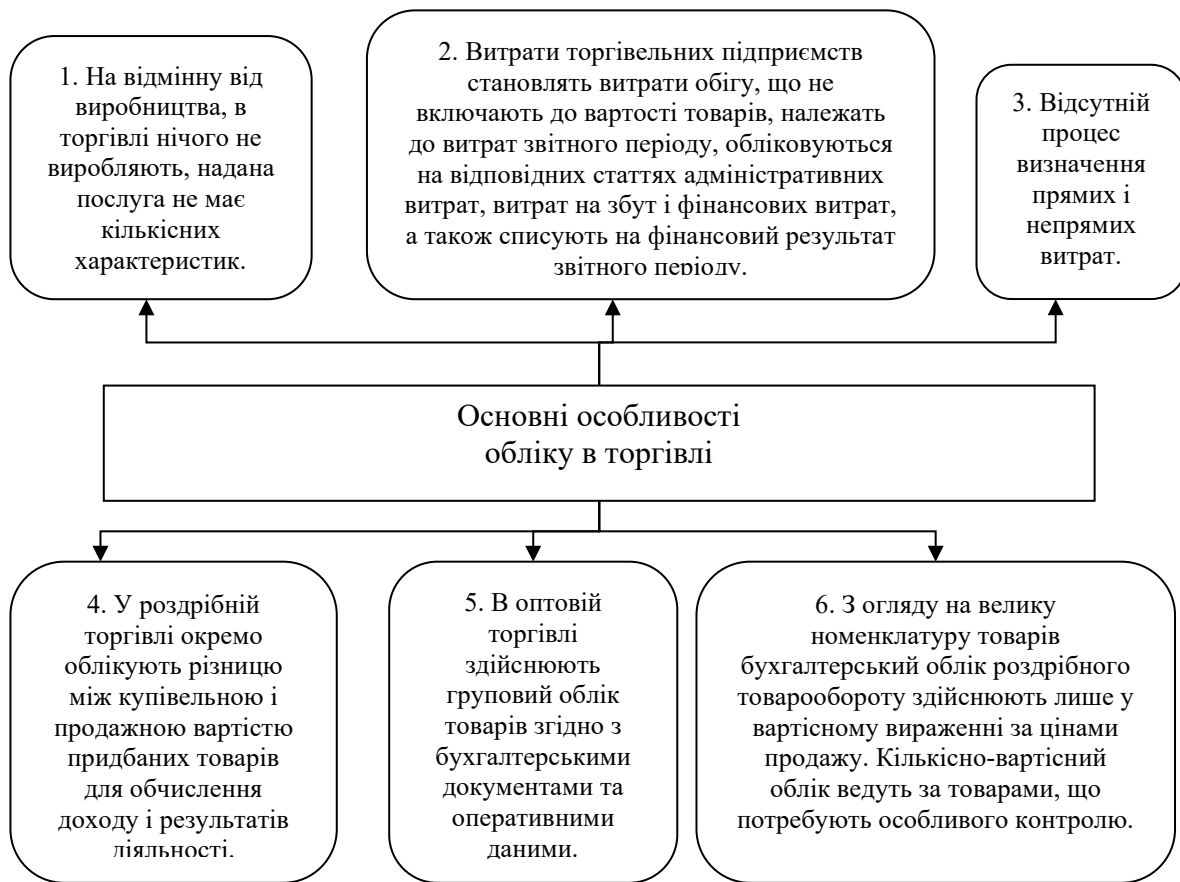 1. На відмінну від
виробництва, в
торгівлі нічого не
виробляють, надана
послуга не має
кількісних
характеристик.
2. Витрати торгівельних підприємств
становлять витрати обігу, що не
включають до вартості товарів, належать
до витрат звітного періоду, обліковуються
на відповідних статтях адміністративних
витрат, витрат на збут і фінансових витрат,
а також списують на фінансовий результат
звітного періоду.
3. Відсутній
процес
визначення
прямих і
непрямих
витрат.
Основні особливості
обліку в торгівлі
4. У роздрібній
торгівлі окремо
облікують різницю
між купівельною і
продажною вартістю
придбаних товарів
для обчислення
доходу і результатів
діяльності.
5. В оптовій
торгівлі
здійснюють
груповий облік
товарів згідно з
бухгалтерськими
документами та
оперативними
даними.
6. З огляду на велику
номенклатуру товарів
бухгалтерський облік роздрібного
товарообороту здійснюють лише у
вартісному вираженні за цінами
продажу. Кількісно-вартісний
облік ведуть за товарами, що
потребують особливого контролю.